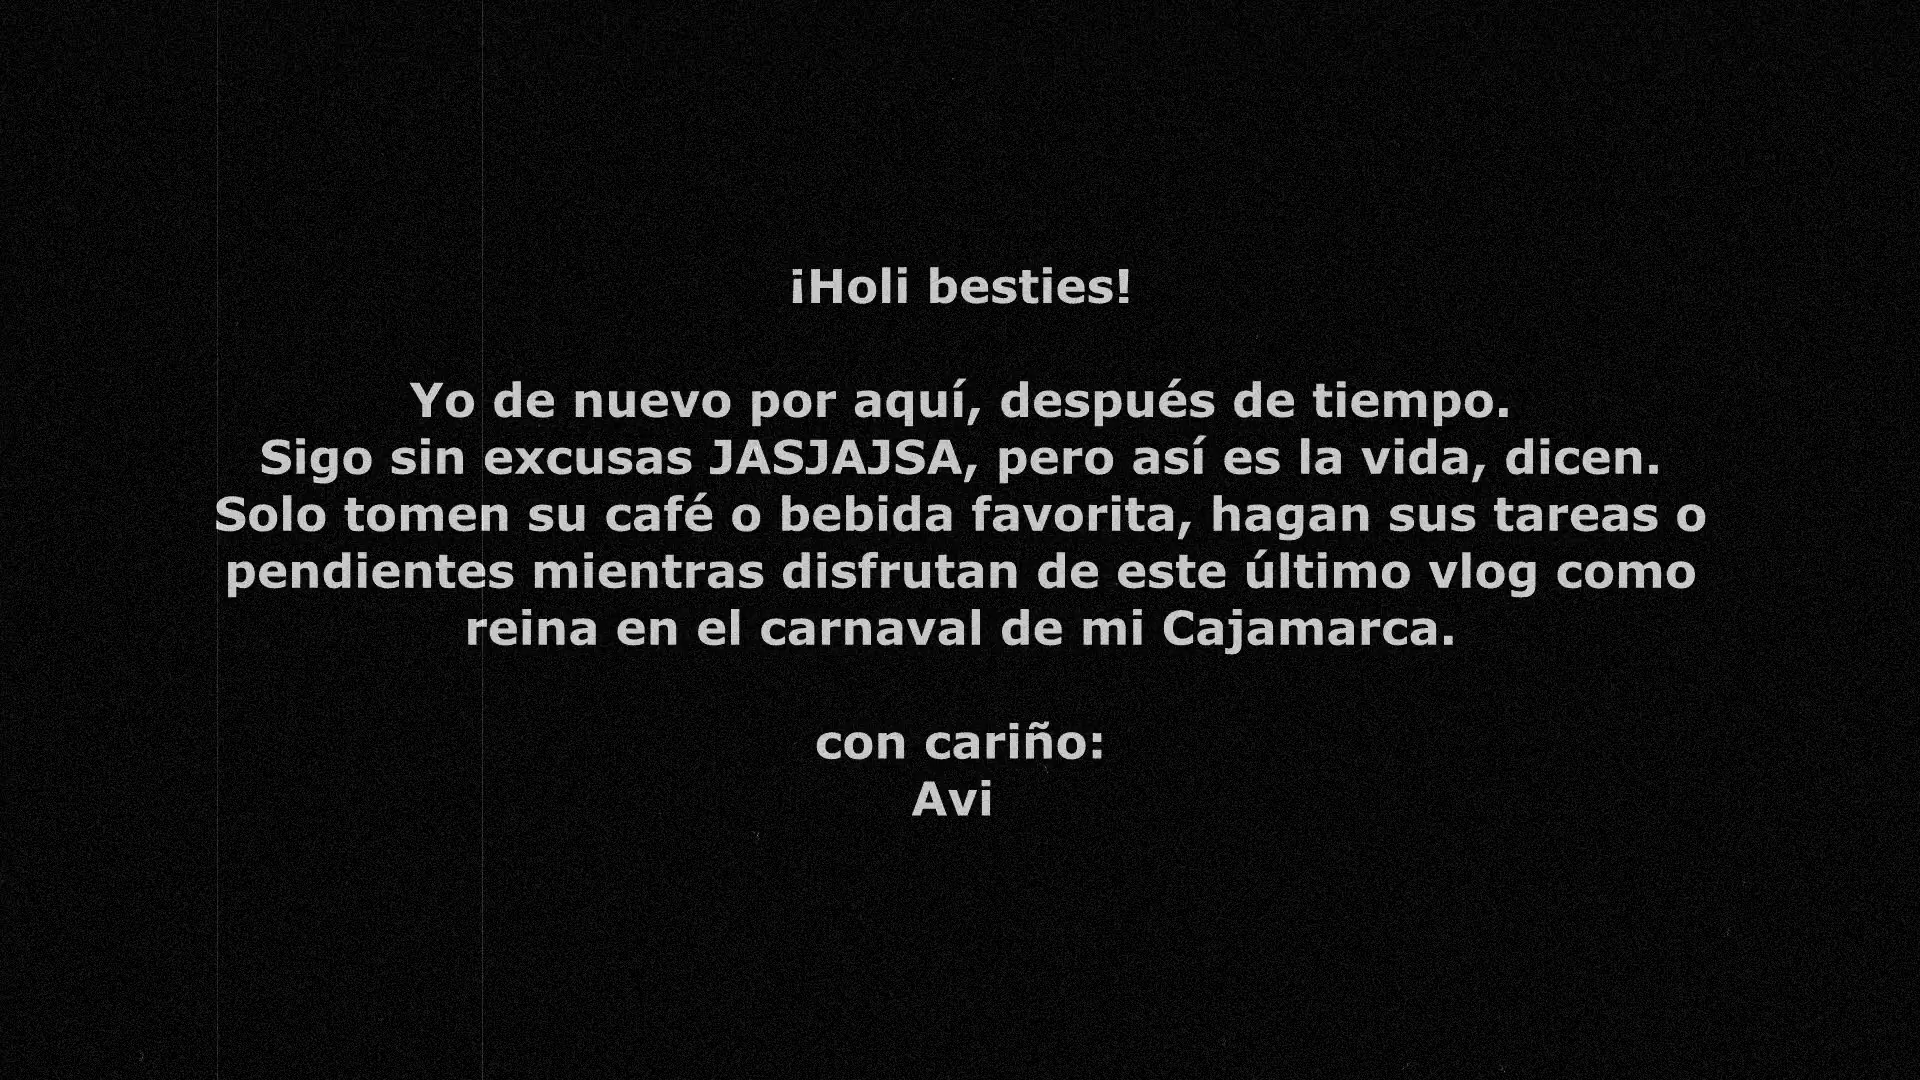 ¡Holi besties!
Yo de nuevo por aquí, después de tiempo.
Sigo sin excusas JASJAJSA, pero así es la vida, dicen.
Solo tomen su café o bebida favorita, hagan sus tareas o
pendientes mientras disfrutan de este último vlog como
reina en el carnaval de mi Cajamarca.
con cariño:
Avi